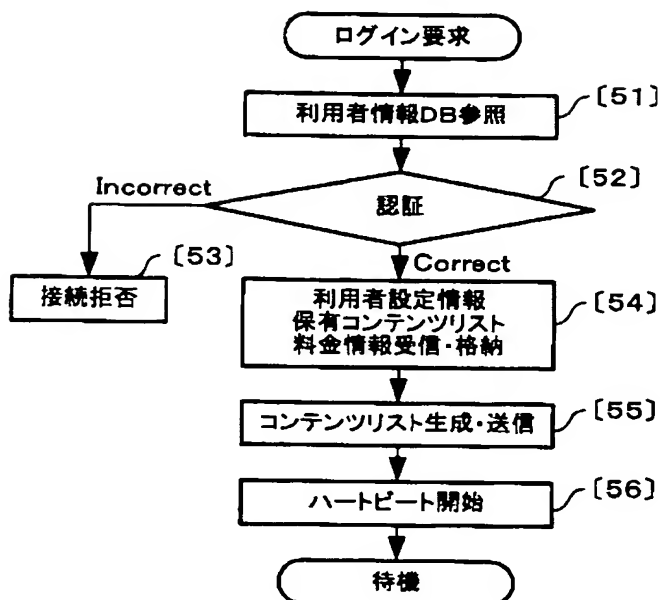 ログイン要求
〔51〕
利用者情報DB参照
〔52〕
Incorrect
認証
〔53〕
Correct
接続拒否
利用者設定情報
保有コンテンツリスト
料金情報受信・格納
〔54〕
コンテンツリスト生成・送信
〔55〕
ハートビート開始
〔56〕
待機